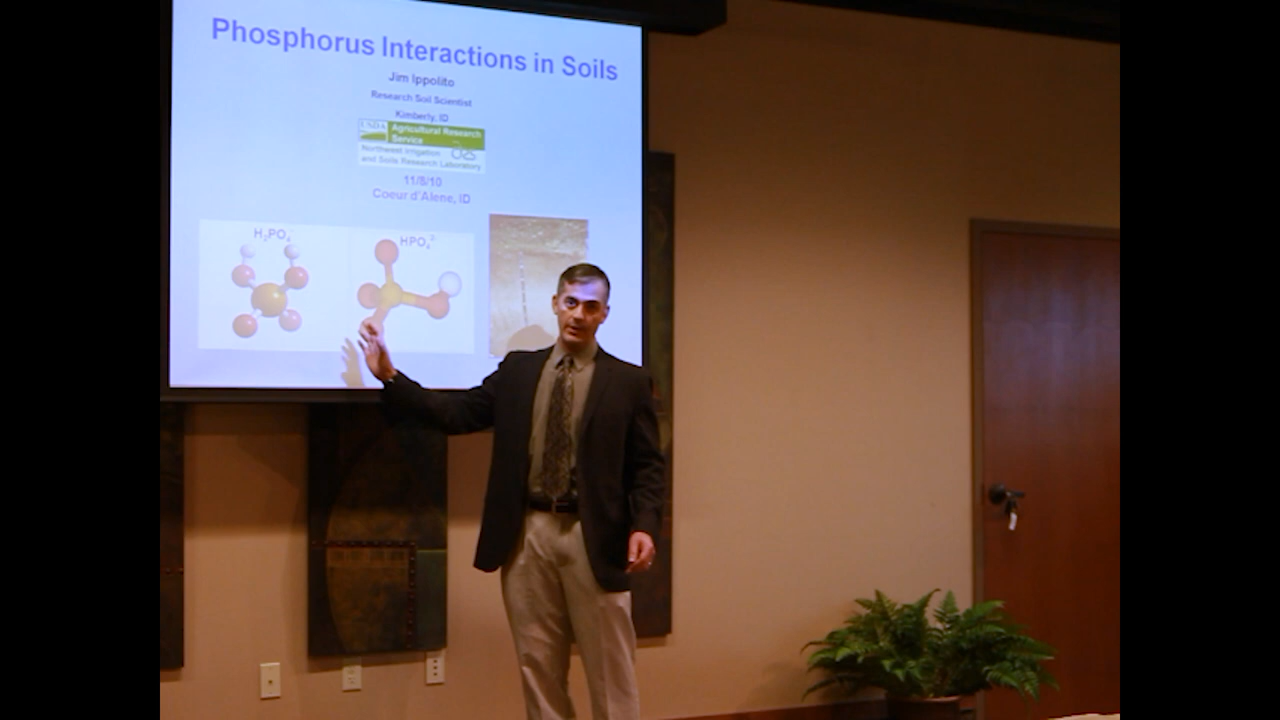 Phosphorus Interactions in Soils
Jim Ippolito
Research Soil Scientist
Kimberly, ID
USDA
Agricultural Research
Service
Northwest Irrigation
and Soils Research Laboratory
11/8/10
Coeur d'Alene, ID
H₂PO₄⁻
HPO₄²⁻